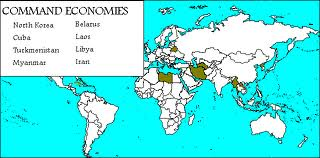 COMMAND ECONOMIES
North Korea Belarus
Cuba Laos
Turkmenistan Libya
Myanmar Iran